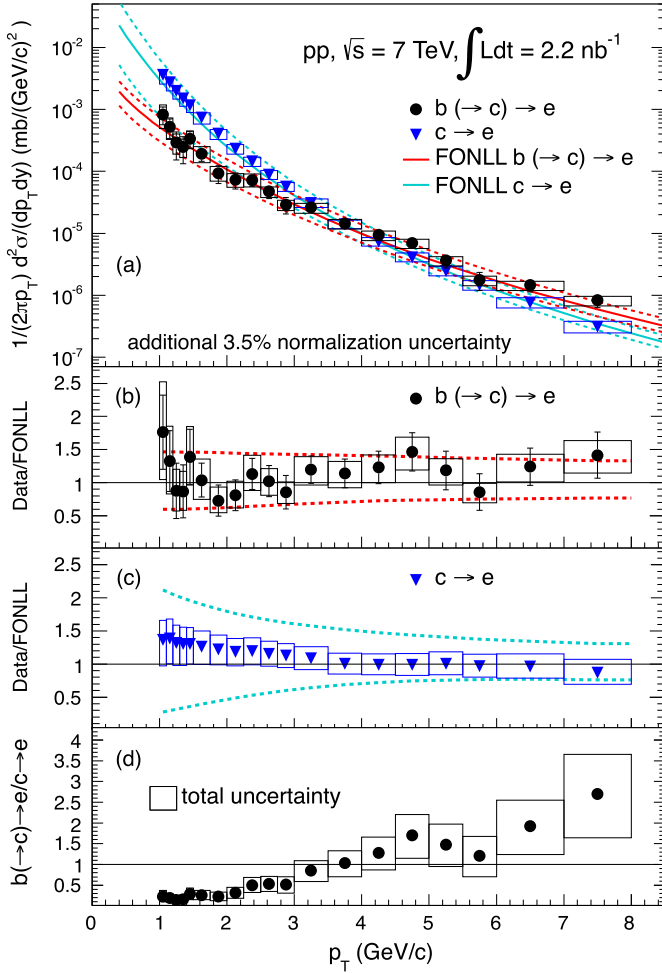 pp, √s = 7 TeV, ∫ Ldt = 2.2 nb⁻¹
b (→ c) → e
c → e
FONLL b (→ c) → e
FONLL c → e
1/(2πp_T) d²σ/(dp_Tdy) (mb/(GeV/c)²)
10⁻²
10⁻³
10⁻⁴
10⁻⁵
10⁻⁶
10⁻⁷
(a)
additional 3.5% normalization uncertainty
Data/FONLL
2.5
2
1.5
1
0.5
(b)
b (→ c) → e
Data/FONLL
2.5
2
1.5
1
0.5
(c)
c → e
b(→c)→e/c→e
4
3.5
3
2.5
2
1.5
1
0.5
(d)
total uncertainty
0 1 2 3 4 5 6 7 8
p_T (GeV/c)